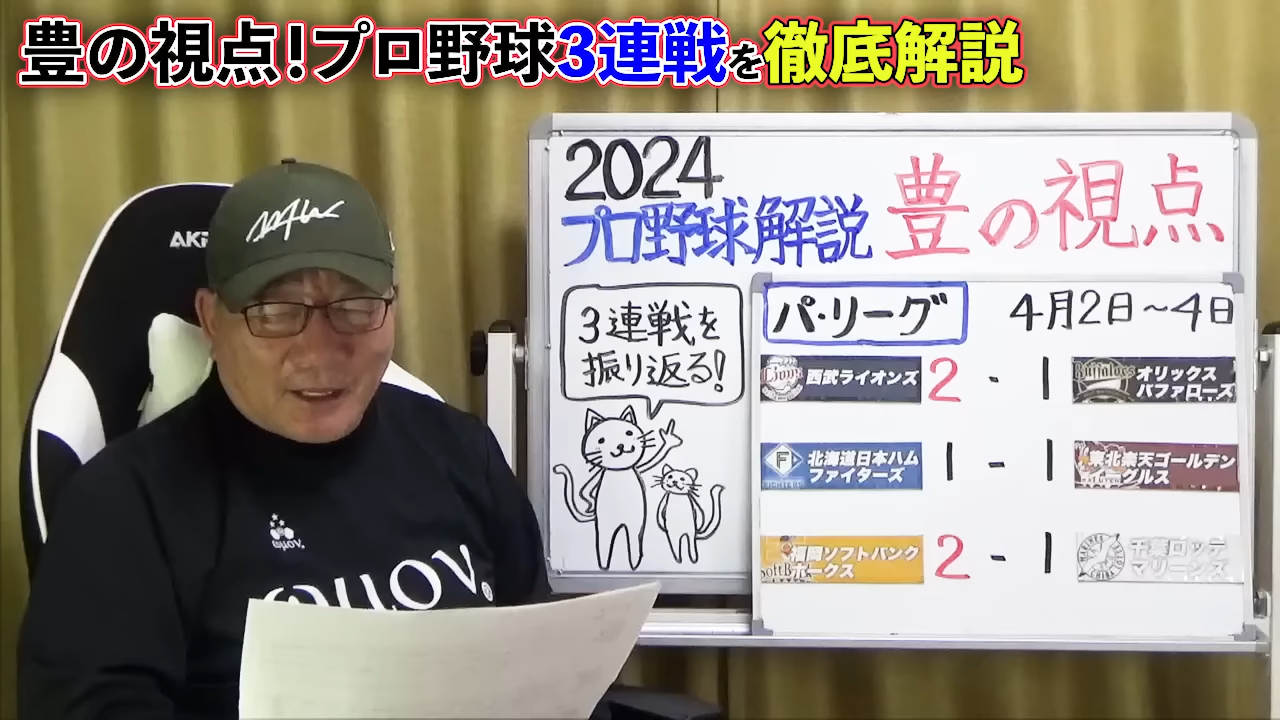 豊の視点!プロ野球3連戦を徹底解説
2024
プロ野球解説
豊の視点
3連戦を
振り返る!
パ・リーグ
4月2日〜4日
Lions
西武ライオンズ
2 - 1
Buffaloes
オリックス
バファローズ
F
FIGHTERS
北海道日本ハム
ファイターズ
1 - 1
東北楽天ゴールデン
イーグルス
福岡ソフトバンク
ホークス
SoftB
2 - 1
千葉ロッテ
マリーンズ
AKR